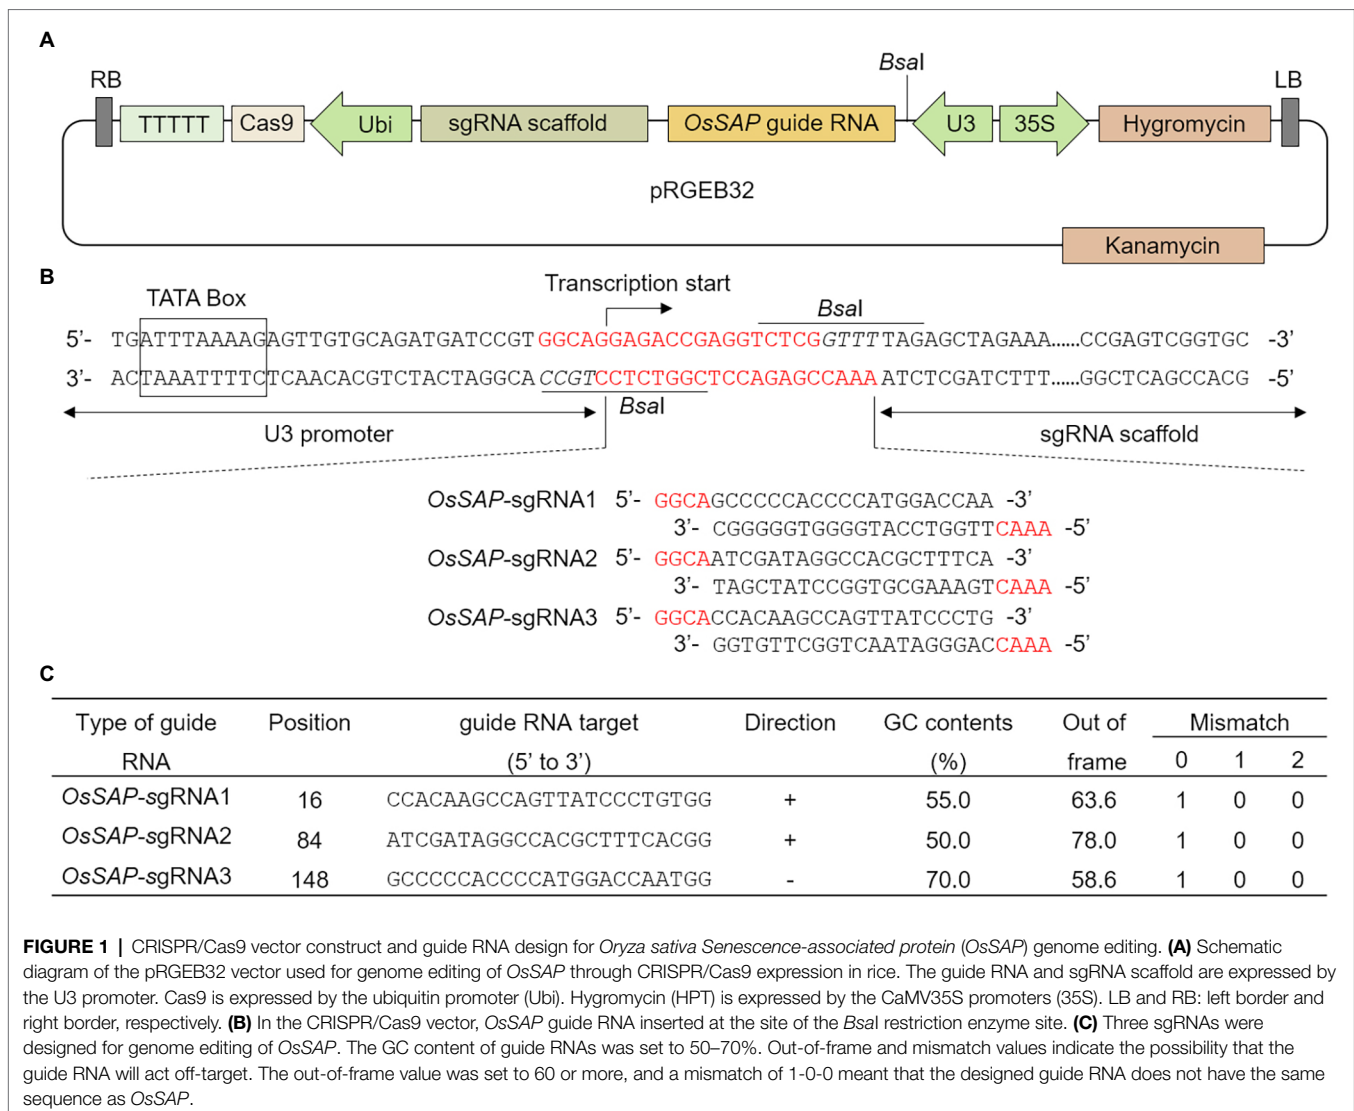 A
RB
BsaI
LB
TTTTT Cas9 Ubi sgRNA scaffold OsSAP guide RNA U3 35S Hygromycin
pRGEB32
Kanamycin
B
TATA Box
Transcription start
BsaI
5’- TGATTTAAAAGAGTTGTGCAGATGATCCGT GGCAGGAGACCGAGGTCTCGGTTTTAGAGCTAGAAA......CCGAGTCGGTGC -3’
3’- ACTAAATTTTCTCAACACGTCTACTAGGCA CCGTCCTCTGGCTCCAGAGCCAAA ATCTCGATCTTT......GGCTCAGCCACG -5’
BsaI
U3 promoter
sgRNA scaffold
OsSAP-sgRNA1 5’- GGCAGCCCCCACCCCATGGACCAA -3’
3’- CGGGGGTGGGGTACCTGGTTCAAA -5’
OsSAP-sgRNA2 5’- GGCAATCGATAGGCCACGCTTTCA -3’
3’- TAGCTATCCGGTGCGAAAGTCAAA -5’
OsSAP-sgRNA3 5’- GGCACCACAAGCCAGTTATCCCTG -3’
3’- GGTGTTCGGTCAATAGGGACCAAA -5’
C
Type of guide Position guide RNA target Direction GC contents Out of Mismatch
RNA (5’ to 3’) (%) frame 0 1 2
OsSAP-sgRNA1 16 CCACAAGCCAGTTATCCCTGTGG + 55.0 63.6 1 0 0
OsSAP-sgRNA2 84 ATCGATAGGCCACGCTTTCACGG + 50.0 78.0 1 0 0
OsSAP-sgRNA3 148 GCCCCCACCCCATGGACCAATGG - 70.0 58.6 1 0 0
FIGURE 1 | CRISPR/Cas9 vector construct and guide RNA design for Oryza sativa Senescence-associated protein (OsSAP) genome editing. (A) Schematic
diagram of the pRGEB32 vector used for genome editing of OsSAP through CRISPR/Cas9 expression in rice. The guide RNA and sgRNA scaffold are expressed by
the U3 promoter. Cas9 is expressed by the ubiquitin promoter (Ubi). Hygromycin (HPT) is expressed by the CaMV35S promoters (35S). LB and RB: left border and
right border, respectively. (B) In the CRISPR/Cas9 vector, OsSAP guide RNA inserted at the site of the BsaI restriction enzyme site. (C) Three sgRNAs were
designed for genome editing of OsSAP. The GC content of guide RNAs was set to 50–70%. Out-of-frame and mismatch values indicate the possibility that the
guide RNA will act off-target. The out-of-frame value was set to 60 or more, and a mismatch of 1-0-0 meant that the designed guide RNA does not have the same
sequence as OsSAP.